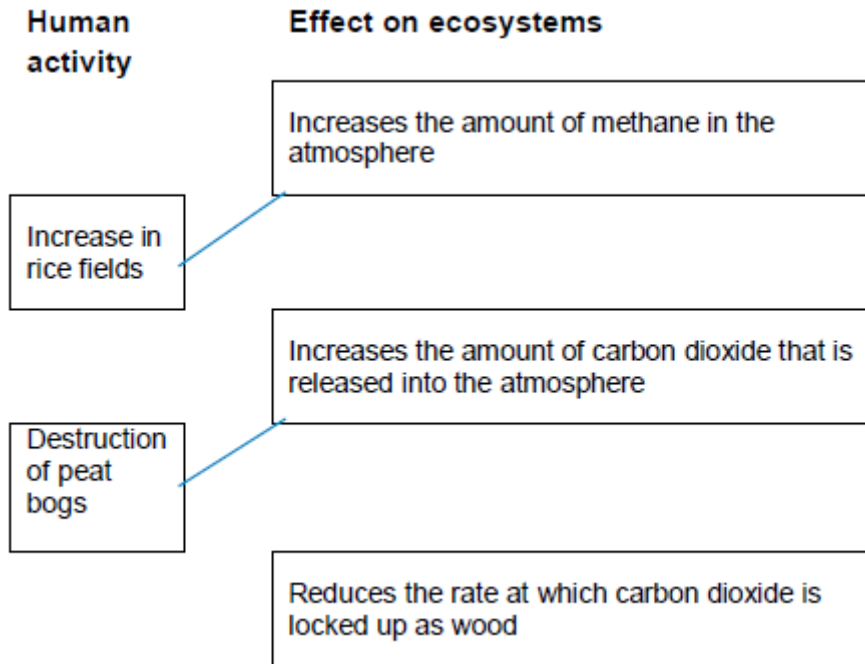 Human
activity
Effect on ecosystems
Increases the amount of methane in the
atmosphere
Increase in
rice fields
Increases the amount of carbon dioxide that is
released into the atmosphere
Destruction
of peat
bogs
Reduces the rate at which carbon dioxide is
locked up as wood